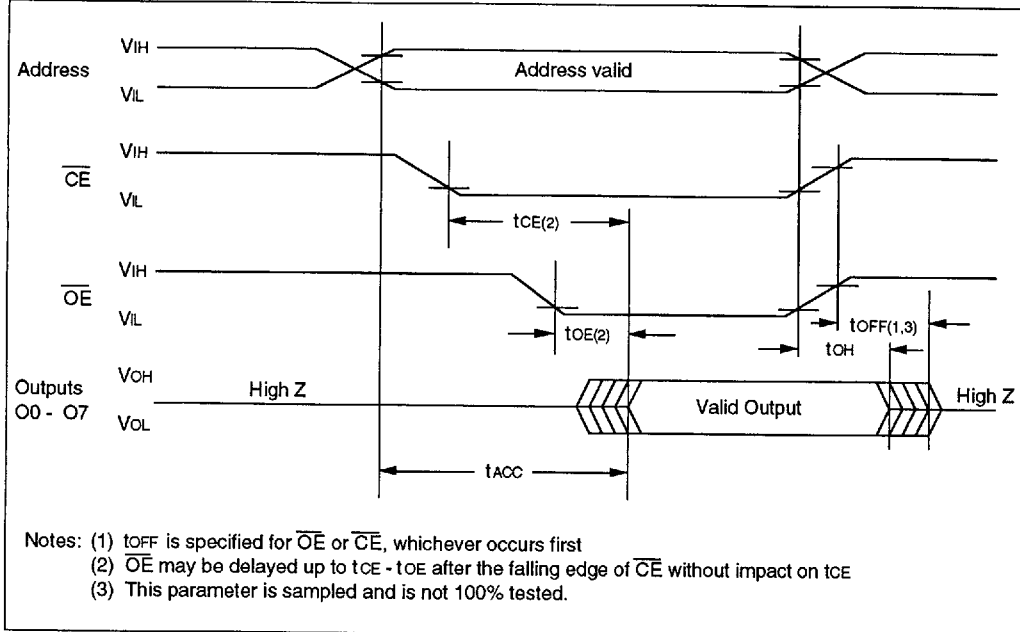 VIH
Address
Address valid
VIL
VIH
CE
VIL
tCE(2)
VIH
OE
VIL
tOE(2)
tOFF(1,3)
tOH
VOH
Outputs
O0 - O7
High Z
Valid Output
High Z
VOL
tACC
Notes: (1) tOFF is specified for OE or CE, whichever occurs first
(2) OE may be delayed up to tCE - tOE after the falling edge of CE without impact on tCE
(3) This parameter is sampled and is not 100% tested.